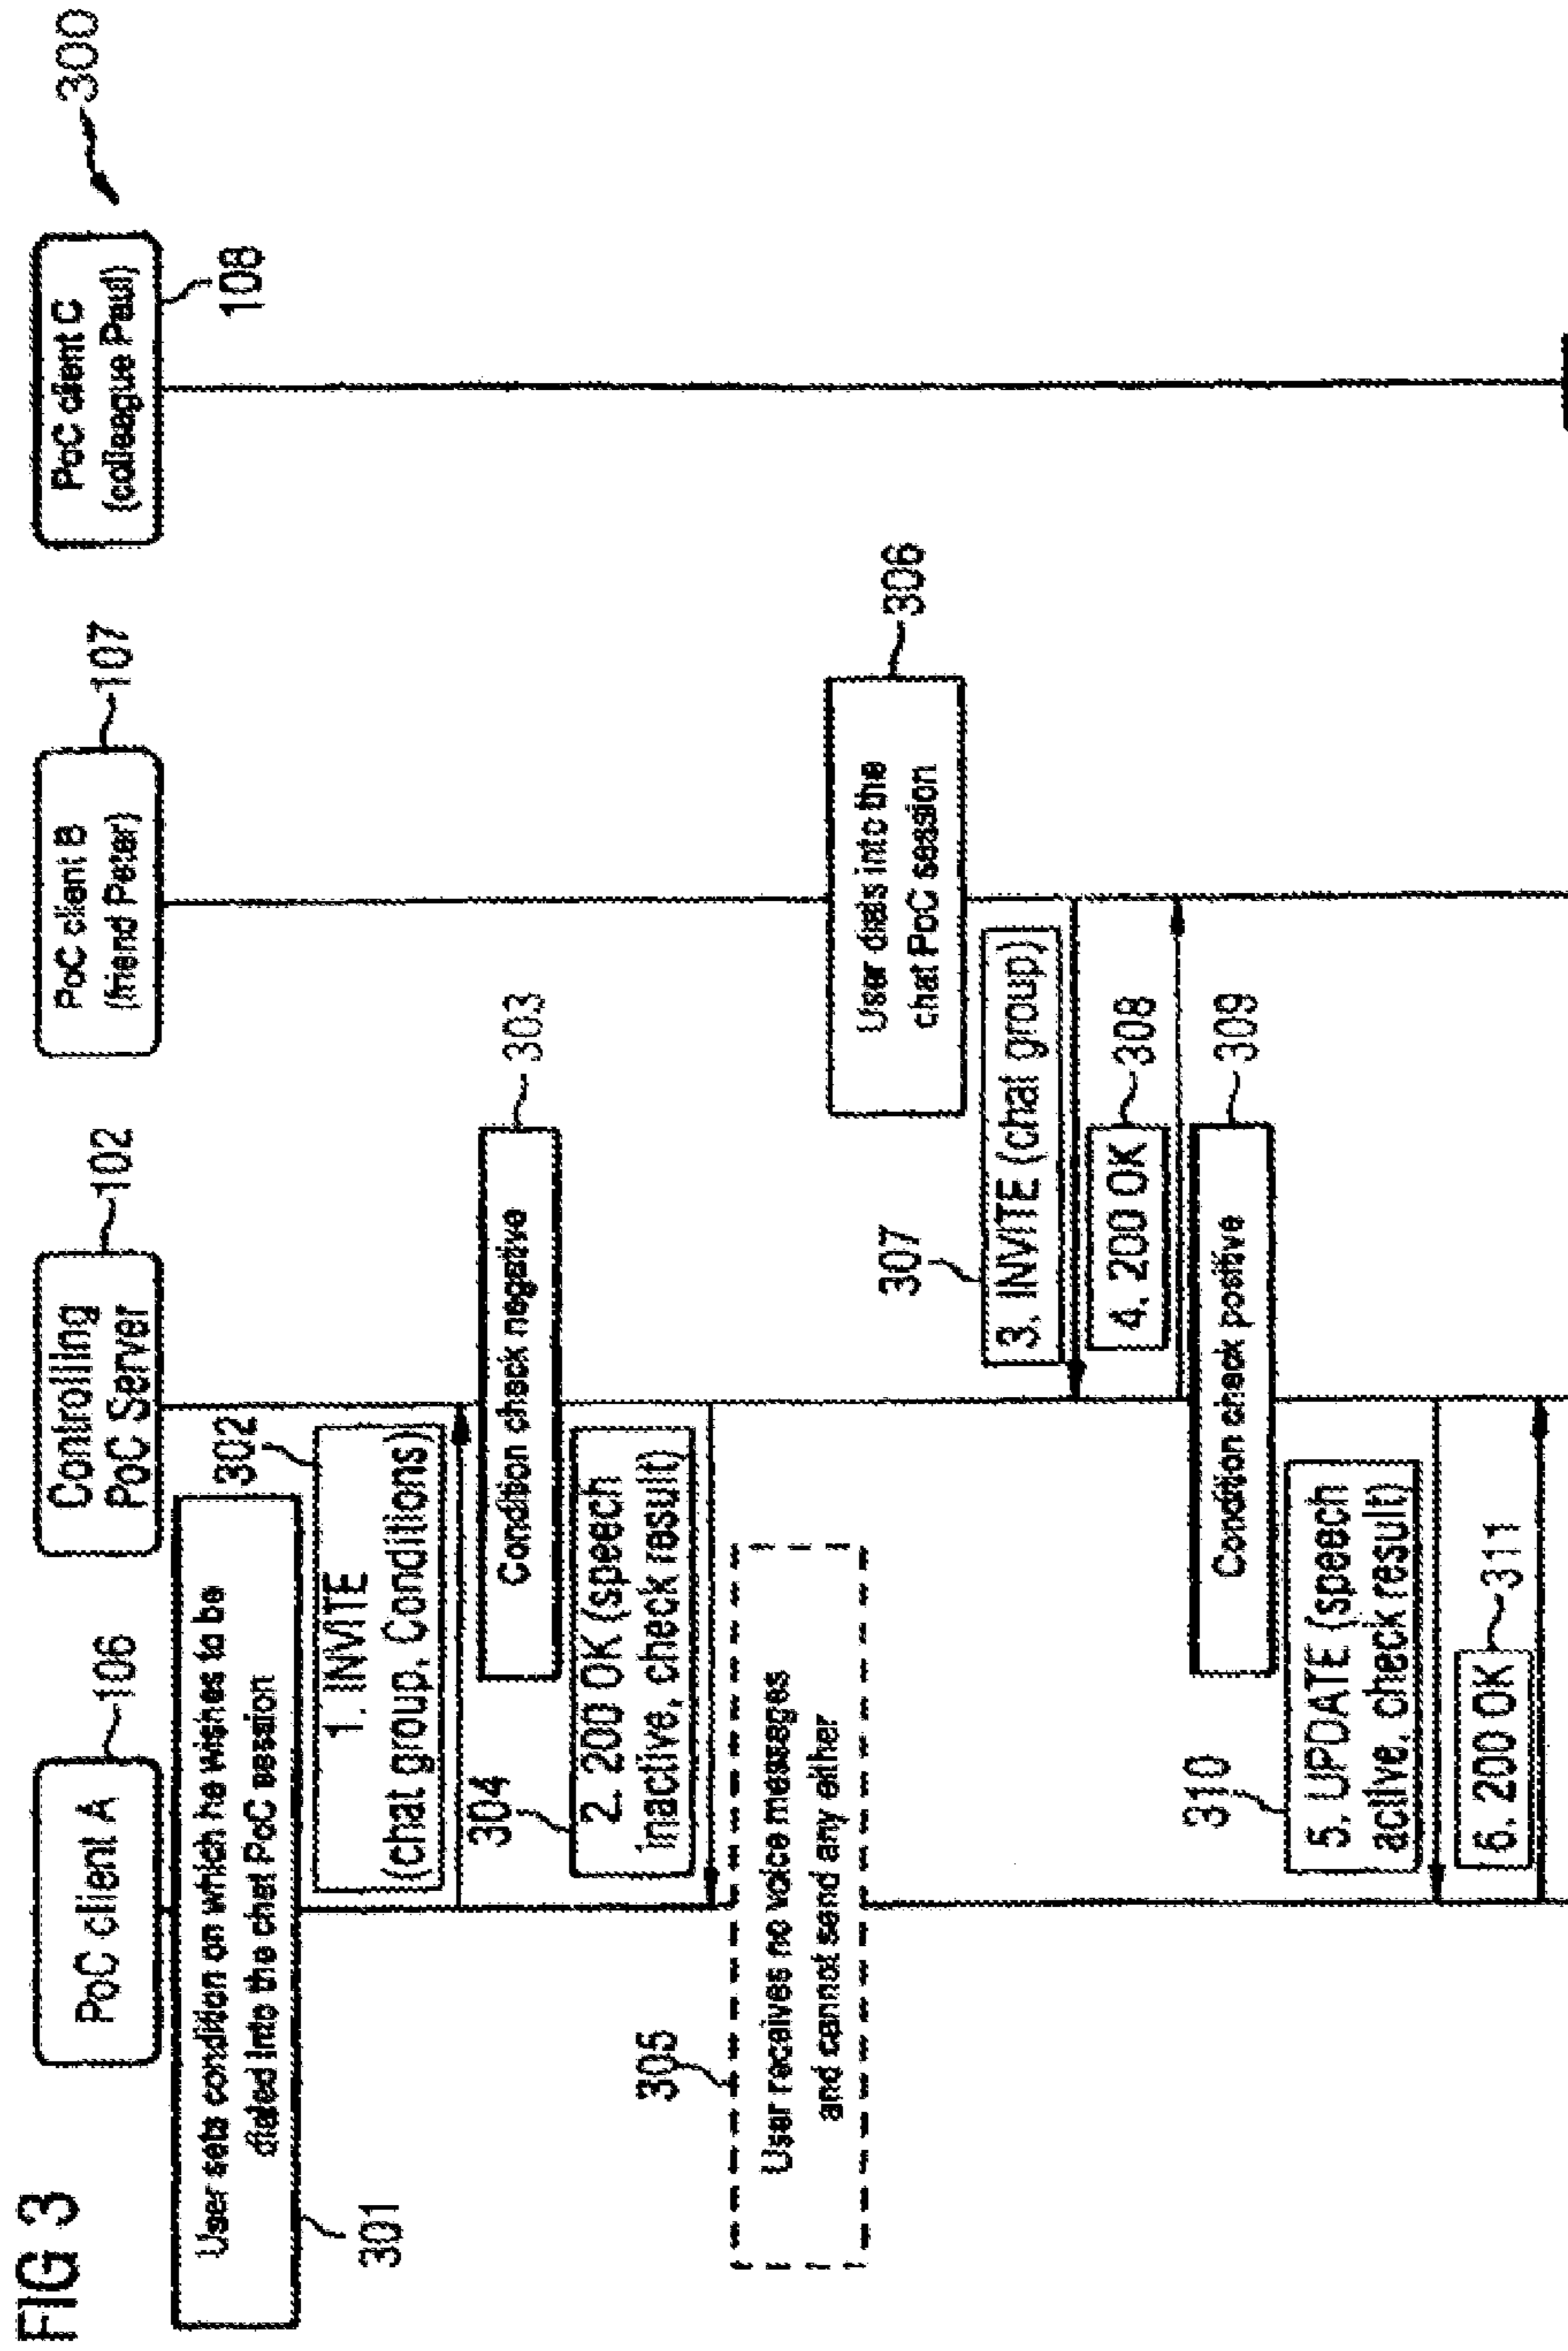 FIG 3
300
PoC client A
106
Controlling
PoC Server
102
PoC client B
(friend Peter)
107
PoC client C
(colleague Paul)
108
User sets condition on which he wishes to be
dialed into the chat PoC session
301
302
1. INVITE
(chat group, Conditions)
Condition check negative
303
304
2. 200 OK (speech
inactive, check result)
305
User receives no voice messages
and cannot send any either
User dials into the
chat PoC session
306
307
3. INVITE (chat group)
4. 200 OK
308
Condition check positive
309
310
5. UPDATE (speech
active, check result)
6. 200 OK
311